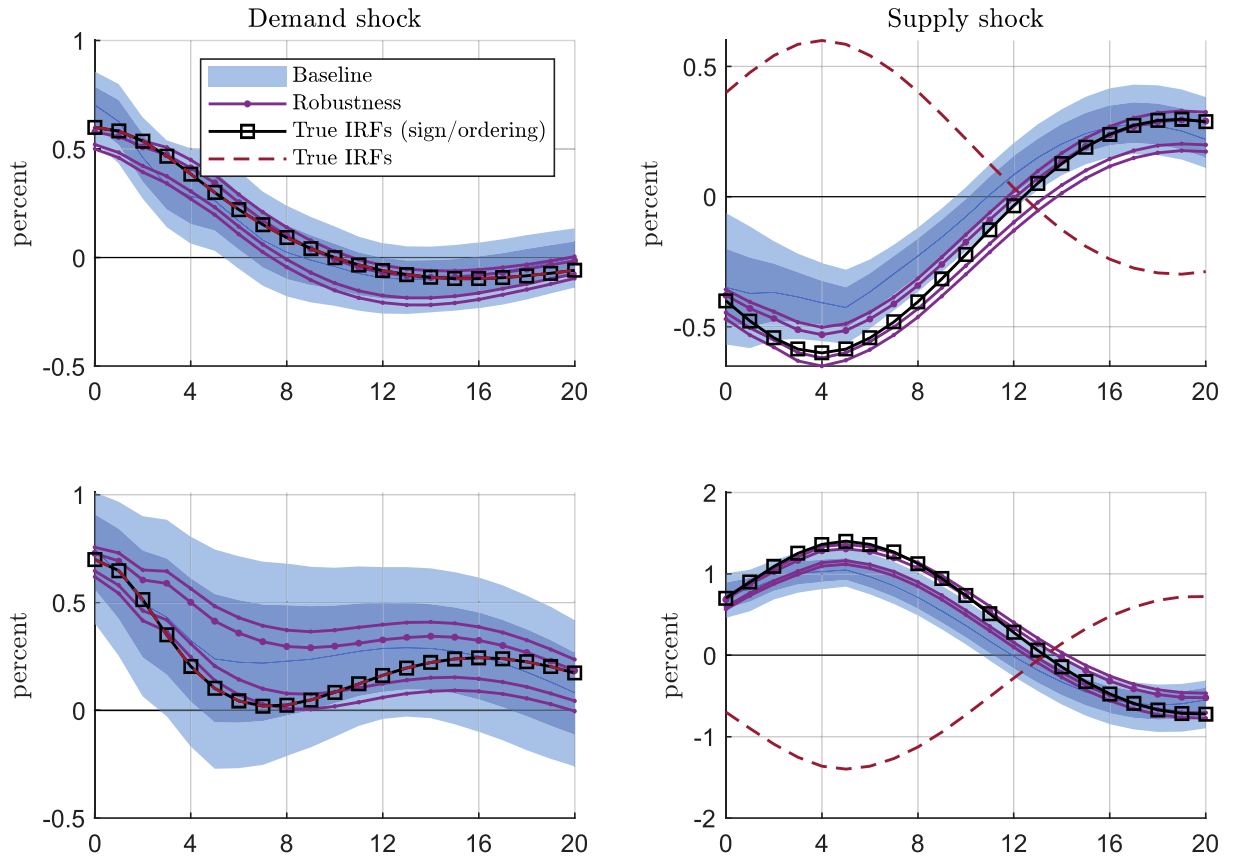 Demand shock
Supply shock
1
0.5
0
-0.5
percent
0 4 8 12 16 20
Baseline
Robustness
True IRFs (sign/ordering)
True IRFs
0.5
0
-0.5
percent
0 4 8 12 16 20
1
0.5
0
-0.5
percent
0 4 8 12 16 20
2
1
0
-1
-2
percent
0 4 8 12 16 20